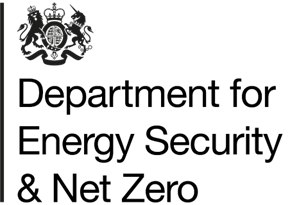 Department for
Energy Security
& Net Zero